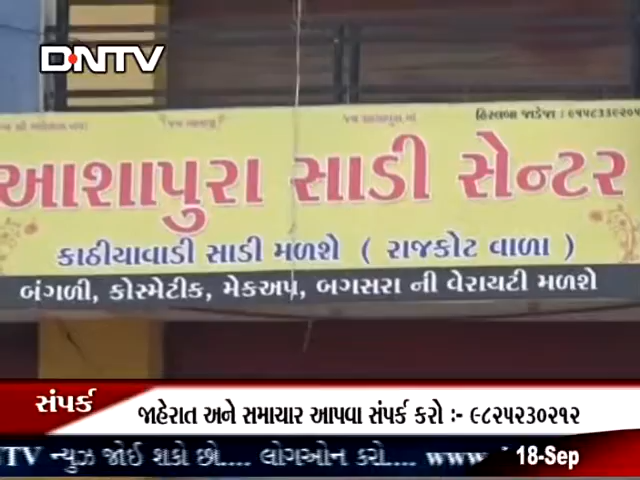 DNTV
હિરલબા જાડેજા :
આશાપુરા સાડી સેન્ટર
કાઠીયાવાડી સાડી મળશે ( રાજકોટ વાળા )
બંગળી, કોસ્મેટીક, મેકઅપ, બગસરા ની વેરાયટી મળશે
સંપર્ક
જાહેરાત અને સમાચાર આપવા સંપર્ક કરો :- ૯૮૨૫૨૩૦૨૧૨
TV ન્યુઝ જોઈ શકો છો.... લોગઓન કરો.... www.
18-Sep